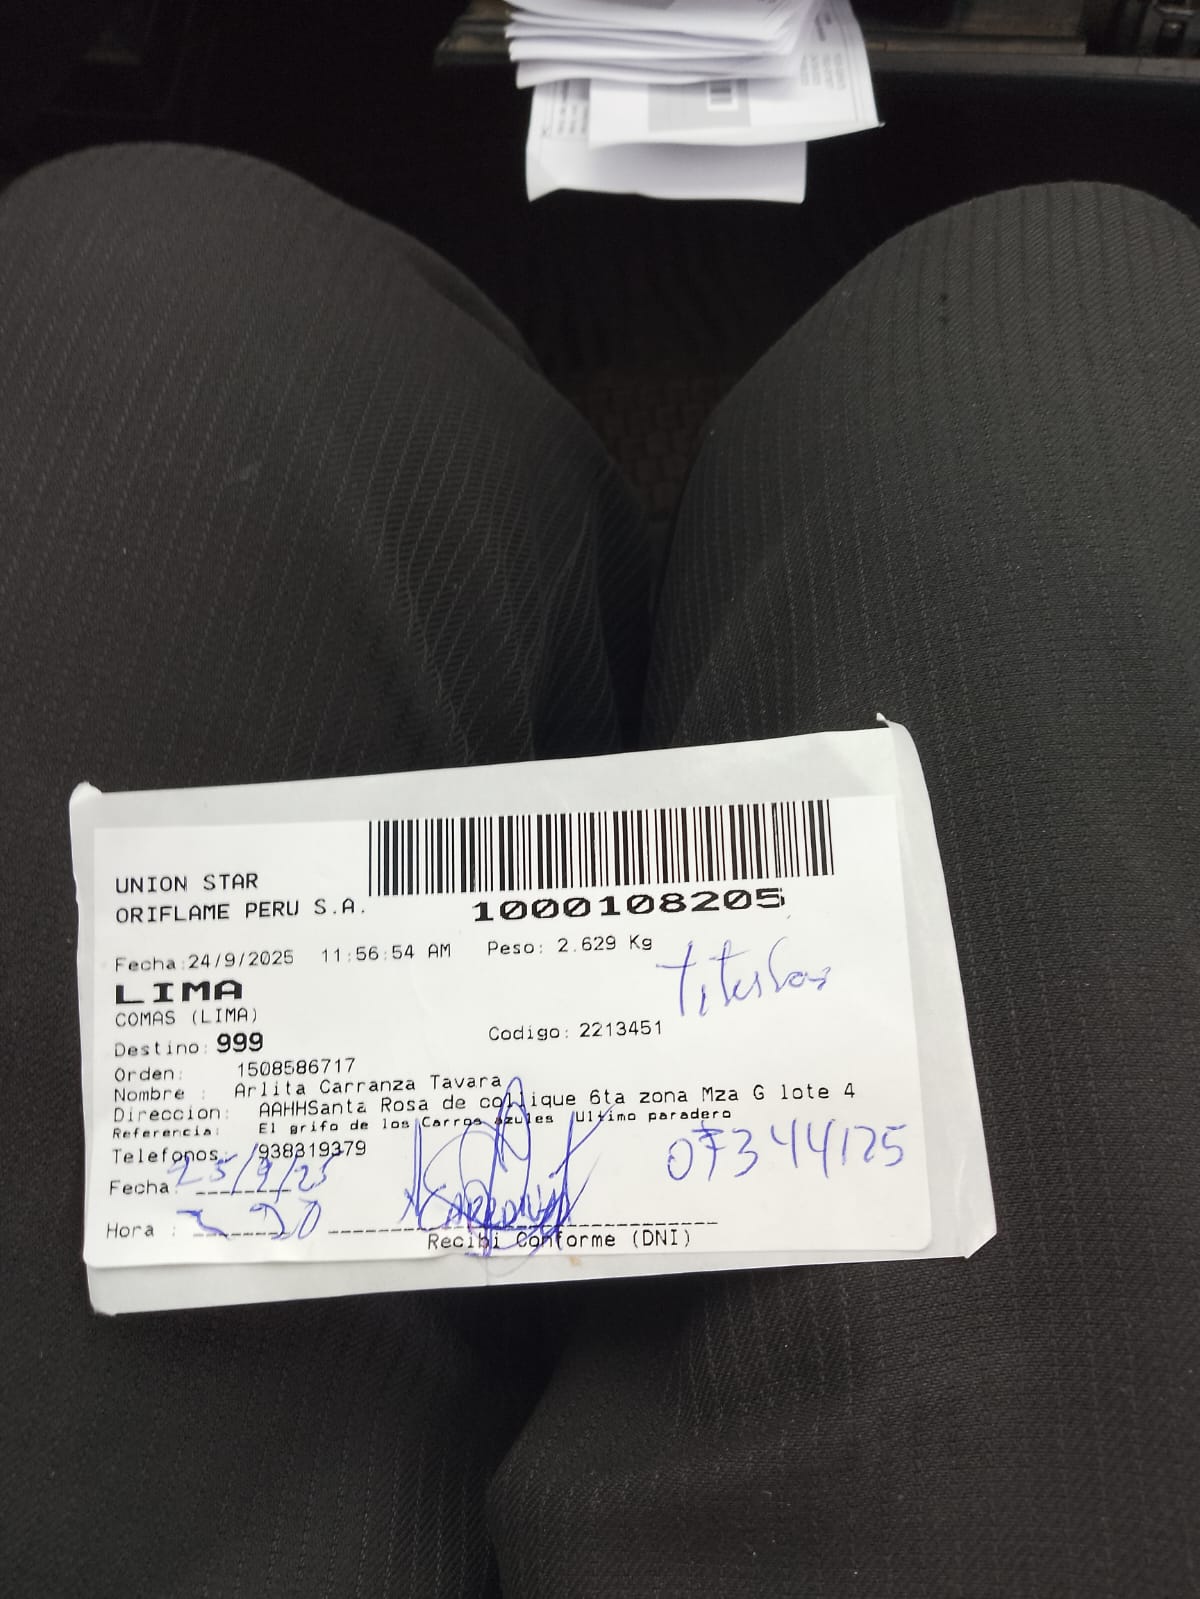 UNION STAR
ORIFLAME PERU S.A.
1000108205
Fecha:24/9/2025 11:56:54 AM Peso: 2.629 Kg
LIMA
COMAS (LIMA)
Destino: 999 Codigo: 2213451
Orden: 1508586717
Nombre : Arlita Carranza Tavara
Direccion: AAHHSanta Rosa de collique 6ta zona Mza G lote 4
Referencia: El grifo de los Carros azules Ultimo paradero
Telefonos: 938319379
07344125
Fecha: 25/9/25
Hora :
Recibi Conforme (DNI)